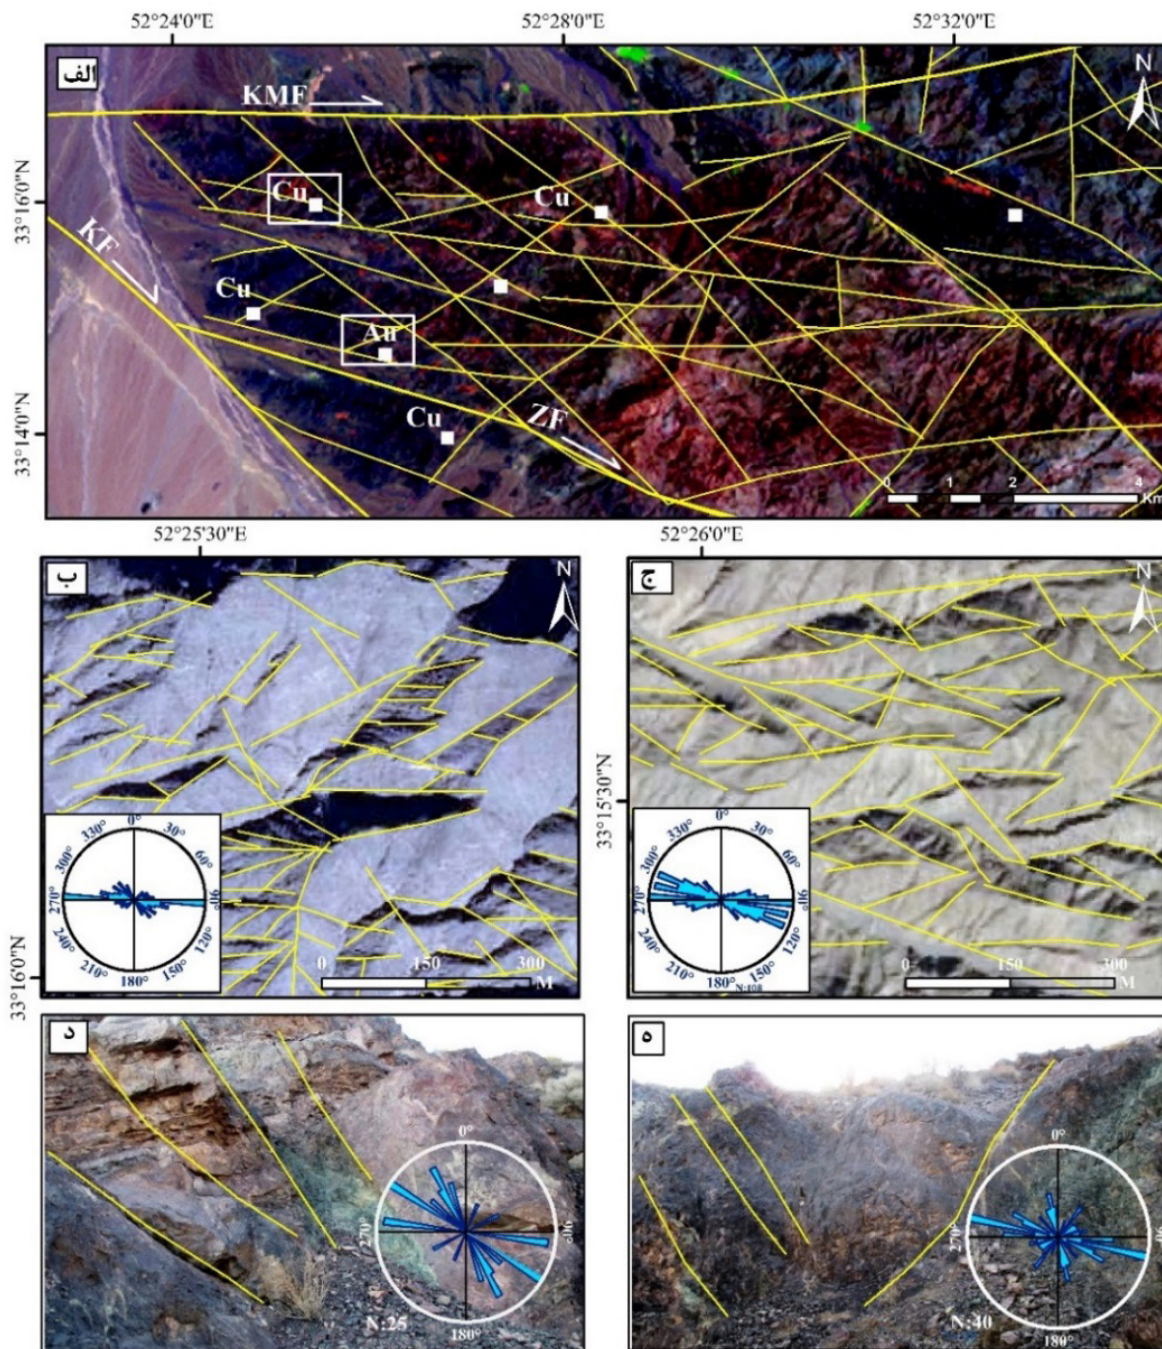 52°24'0"E
52°28'0"E
52°32'0"E
الف
N
KMF
33°16'0"N
Cu
Cu
KF
Cu
Au
33°14'0"N
Cu
ZF
0 1 2 4
Km
52°25'30"E
52°26'0"E
ب
N
0°
30°
60°
90°
120°
150°
180°
210°
240°
270°
300°
330°
0 150 300
M
33°16'0"N
ج
N
33°15'30"N
0°
30°
60°
90°
120°
150°
180°
210°
240°
270°
300°
330°
N:108
0 150 300
M
د
0°
90°
180°
270°
N:25
ه
0°
90°
180°
270°
N:40